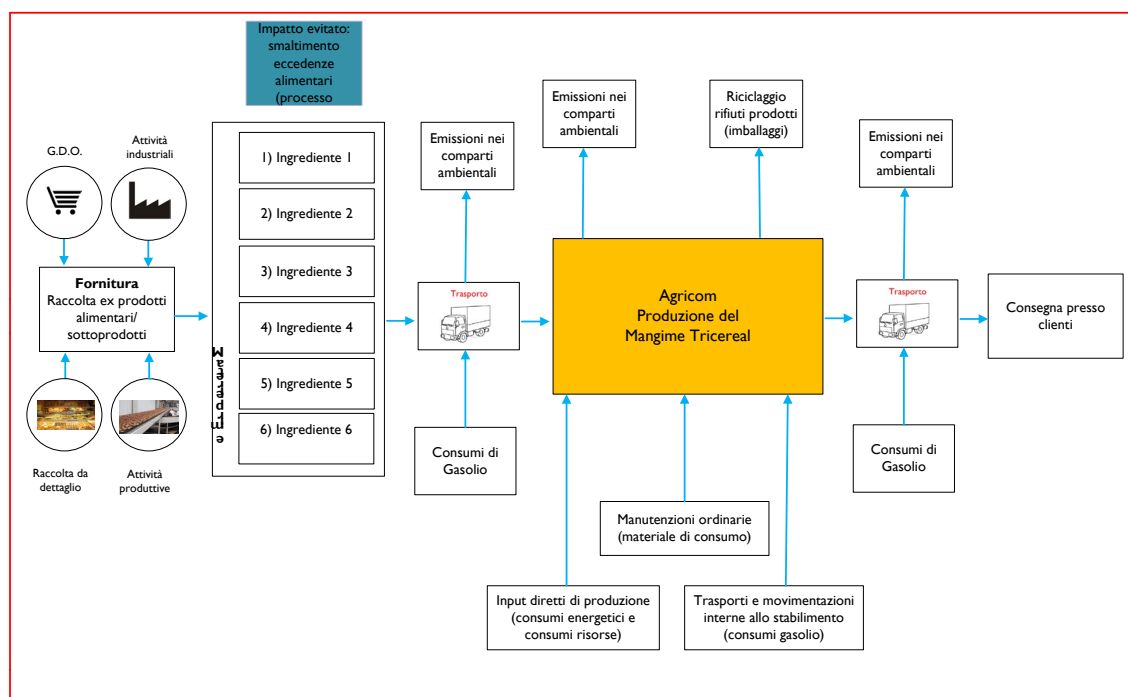 Impatto evitato:
smaltimento
eccedenze
alimentari
(processo
G.D.O.
Attività
industriali
Fornitura
Raccolta ex prodotti
alimentari/
sottoprodotti
Raccolta da
dettaglio
Attività
produttive
Materie prime
1) Ingrediente 1
2) Ingrediente 2
3) Ingrediente 3
4) Ingrediente 4
5) Ingrediente 5
6) Ingrediente 6
Emissioni nei
comparti
ambientali
Trasporto
Consumi di
Gasolio
Emissioni nei
comparti
ambientali
Riciclaggio
rifiuti prodotti
(imballaggi)
Agricom
Produzione del
Mangime Tricereal
Manutenzioni ordinarie
(materiale di consumo)
Input diretti di produzione
(consumi energetici e
consumi risorse)
Trasporti e movimentazioni
interne allo stabilimento
(consumi gasolio)
Emissioni nei
comparti
ambientali
Trasporto
Consumi di
Gasolio
Consegna presso
clienti